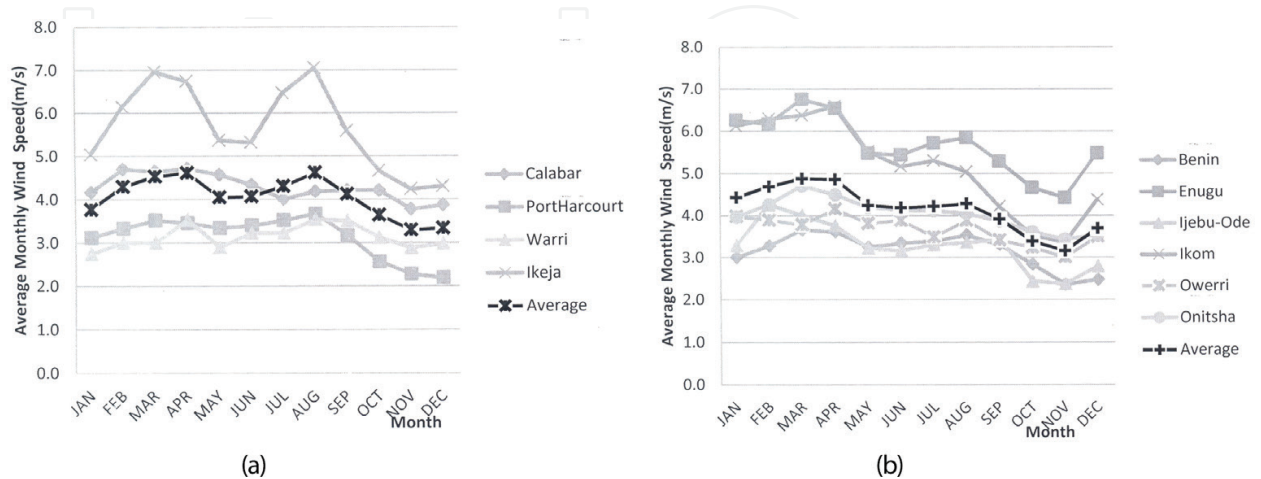 8.0
7.0
6.0
5.0
4.0
3.0
2.0
1.0
0.0
Average Monthly Wind Speed(m/s)
JAN
FEB
MAR
APR
MAY
JUN
JUL
AUG
SEP
OCT
NOV
DEC
Month
Calabar
PortHarcourt
Warri
Ikeja
Average
(a)
8.0
7.0
6.0
5.0
4.0
3.0
2.0
1.0
0.0
Average Monthly Wind Speed(m/s)
JAN
FEB
MAR
APR
MAY
JUN
JUL
AUG
SEP
OCT
NOV
DEC
Month
Benin
Enugu
Ijebu-Ode
Ikom
Owerri
Onitsha
Average
(b)